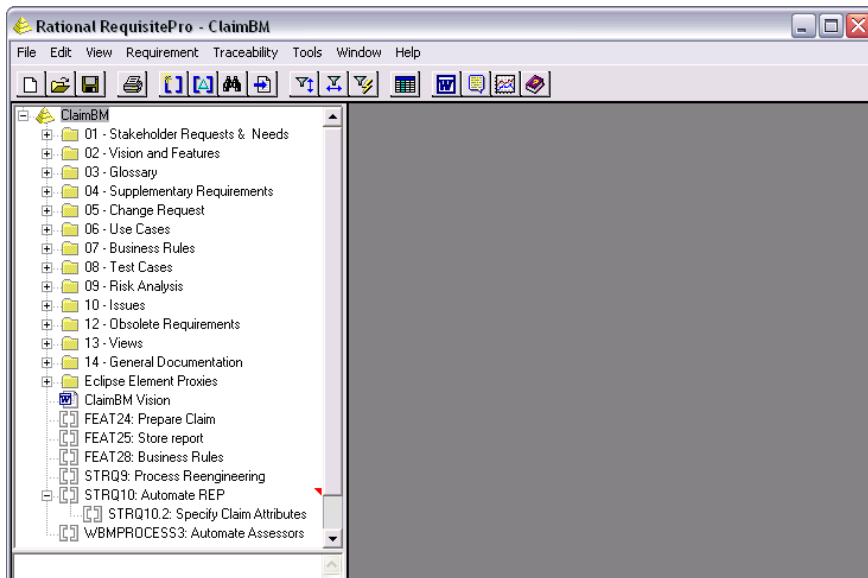 Rational RequisitePro - ClaimBM
File Edit View Requirement Traceability Tools Window Help
ClaimBM
01 - Stakeholder Requests & Needs
02 - Vision and Features
03 - Glossary
04 - Supplementary Requirements
05 - Change Request
06 - Use Cases
07 - Business Rules
08 - Test Cases
09 - Risk Analysis
10 - Issues
12 - Obsolete Requirements
13 - Views
14 - General Documentation
Eclipse Element Proxies
ClaimBM Vision
FEAT24: Prepare Claim
FEAT25: Store report
FEAT28: Business Rules
STRQ9: Process Reengineering
STRQ10: Automate REP
STRQ10.2: Specify Claim Attributes
WBMPROCESS3: Automate Assessors